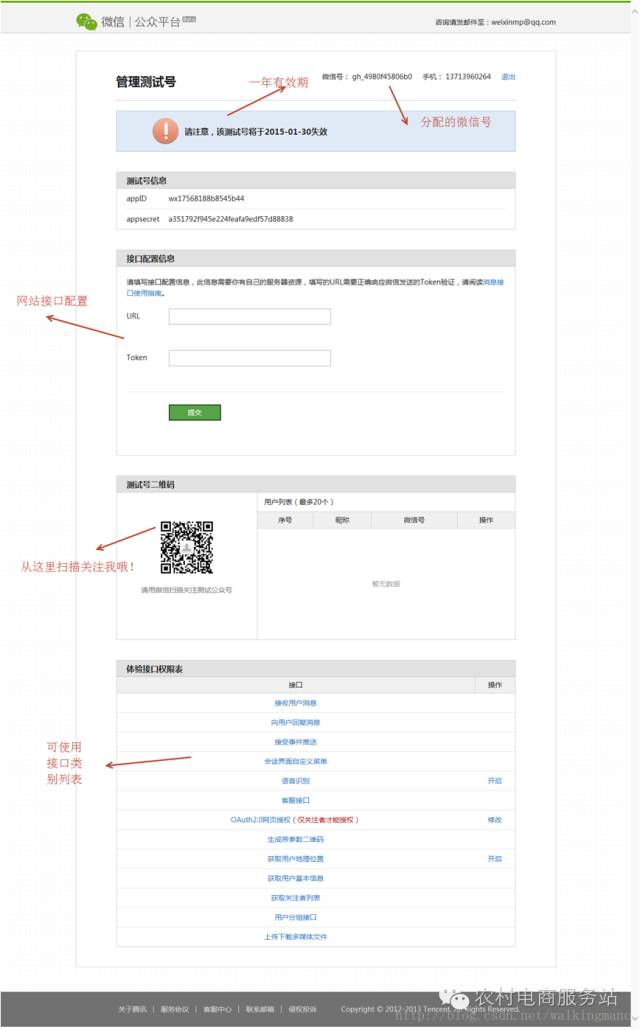 微信 | 公众平台 Beta
咨询请发邮件至：weixinmp@qq.com
管理测试号
一年有效期
微信号： gh_4980f45806b0 手机： 13713960264 退出
分配的微信号
请注意，该测试号将于2015-01-30失效
测试号信息
appID wx17568188b8545b44
appsecret a351792f945e224feafa9edf57d88838
接口配置信息
请填写接口配置信息，此信息需要你有自己的服务器资源，填写的URL需要正确响应微信发送的Token验证，请阅读消息接
口使用指南。
网站接口配置
URL
Token
提交
测试号二维码
用户列表（最多20个）
序号 昵称 微信号 操作
从这里扫描关注我哦！
请用微信扫描关注测试公众号
暂无数据
体验接口权限表
接口 操作
接收用户消息
向用户回复消息
接受事件推送
会话界面自定义菜单
可使用
接口类
别列表
语音识别 开启
客服接口
OAuth2.0网页授权（仅关注者才能授权） 修改
生成带参数二维码
获取用户地理位置 开启
获取用户基本信息
获取关注者列表
用户分组接口
上传下载多媒体文件
农村电商服务站
关于腾讯 | 服务协议 | 客服中心 | 联系邮箱 | 侵权投诉 Copyright © 2012-2013 Tencent. All Rights Reserved.
http://blog.csdn.net/walkingmanc